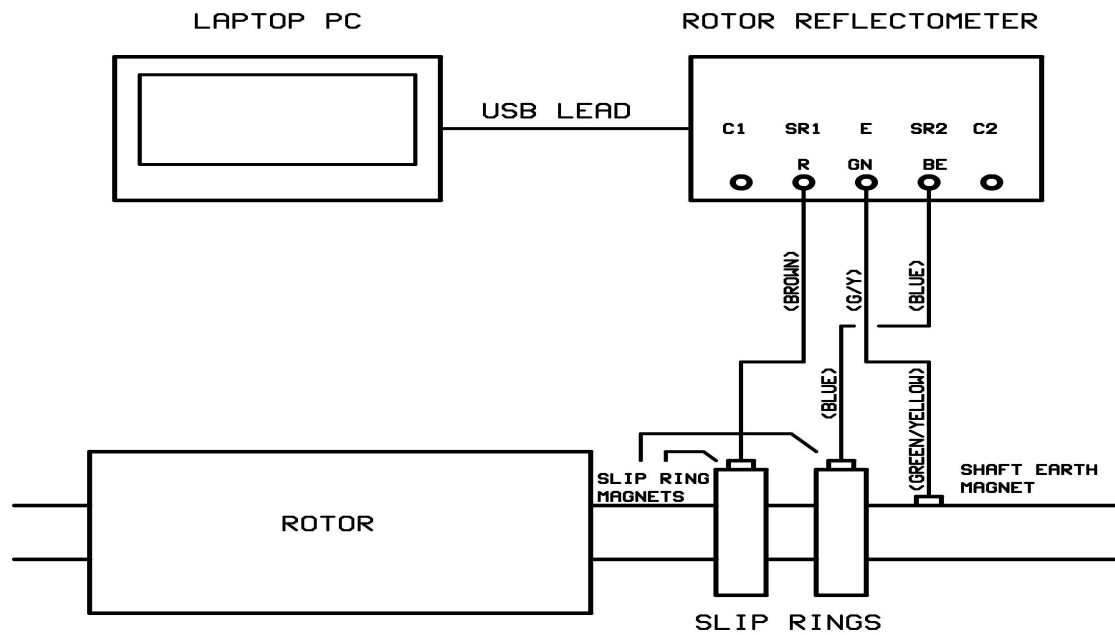 LAPTOP PC
ROTOR REFLECTOMETER
USB LEAD
C1 SR1 E SR2 C2
R GN BE
(BROWN)
(G/Y)
(BLUE)
(BLUE)
(GREEN/YELLOW)
SLIP RING
MAGNETS
SHAFT EARTH
MAGNET
ROTOR
SLIP RINGS